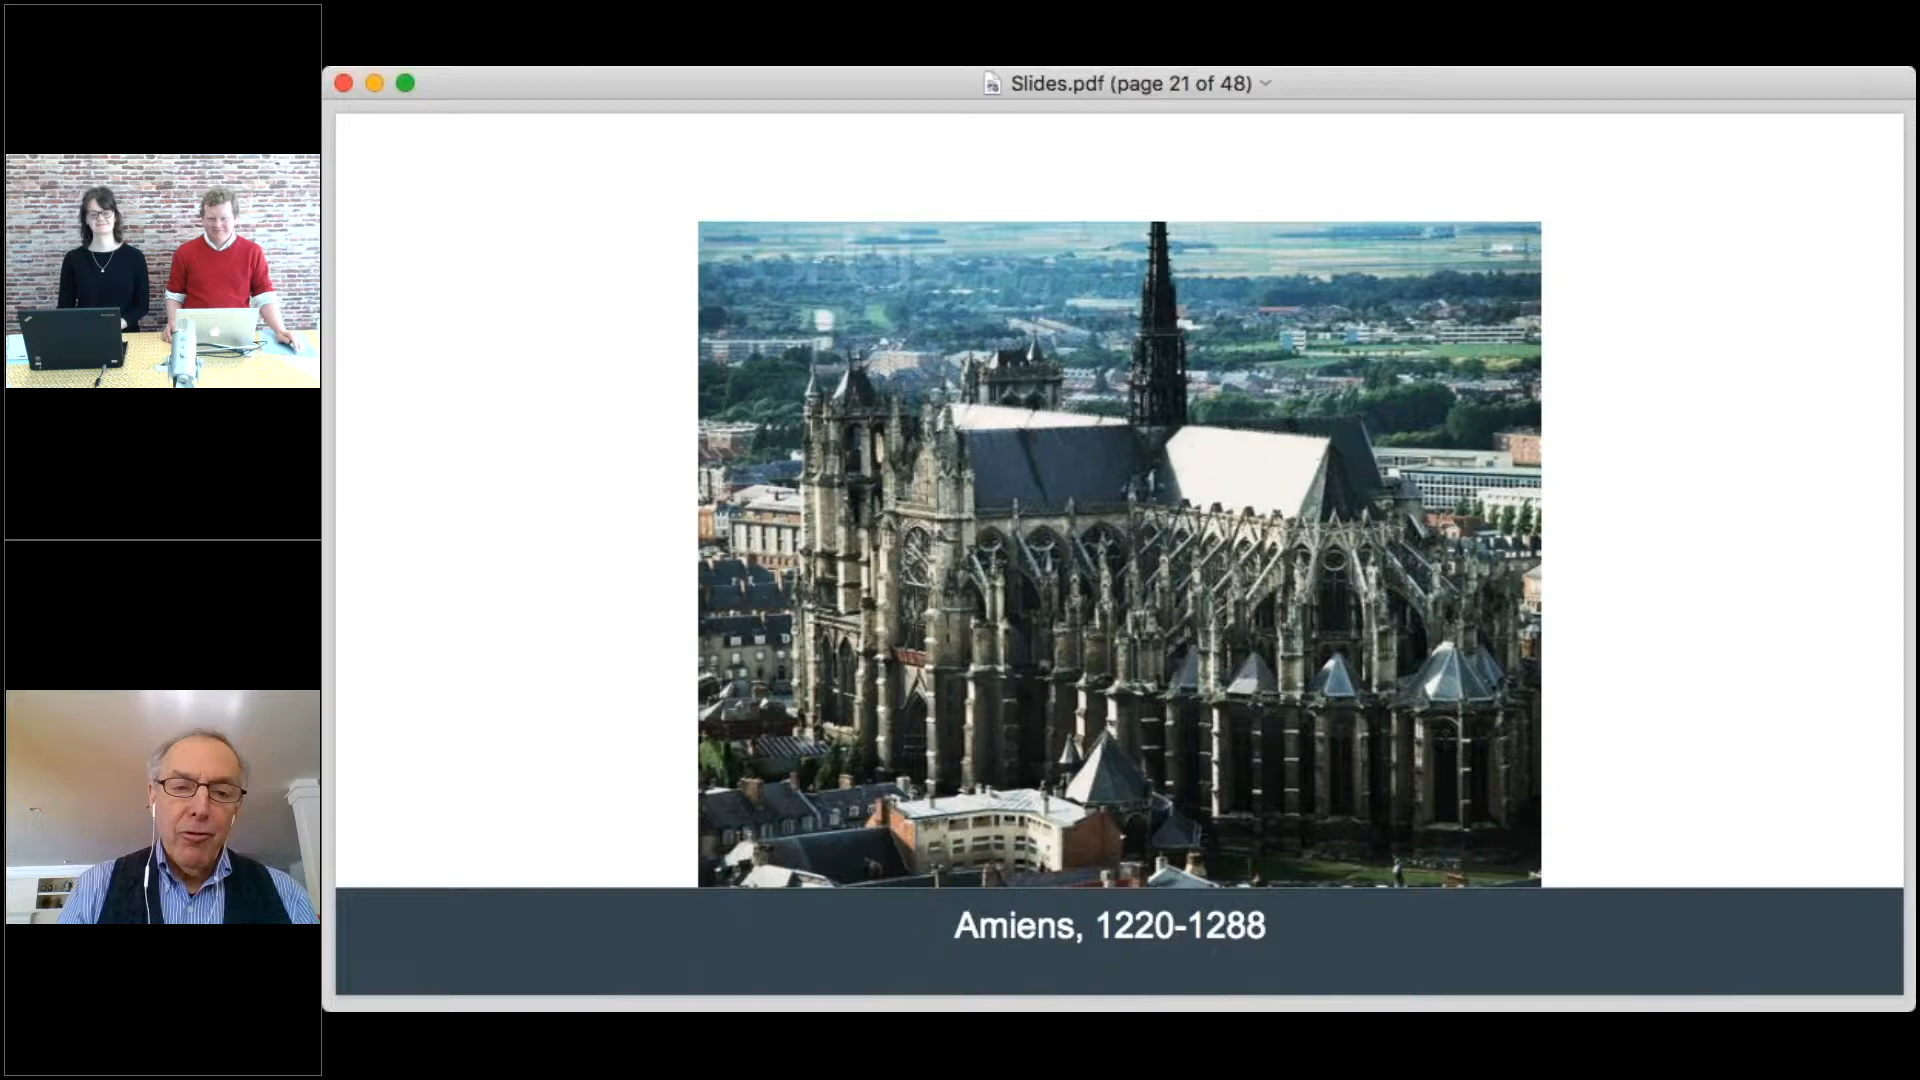 Slides.pdf (page 21 of 48)
Amiens, 1220-1288